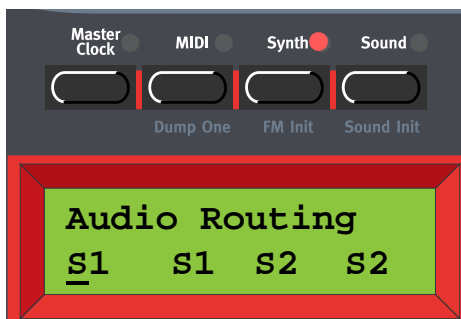 Master Clock MIDI Synth Sound
Dump One FM Init Sound Init
Audio Routing
S1 S1 S2 S2